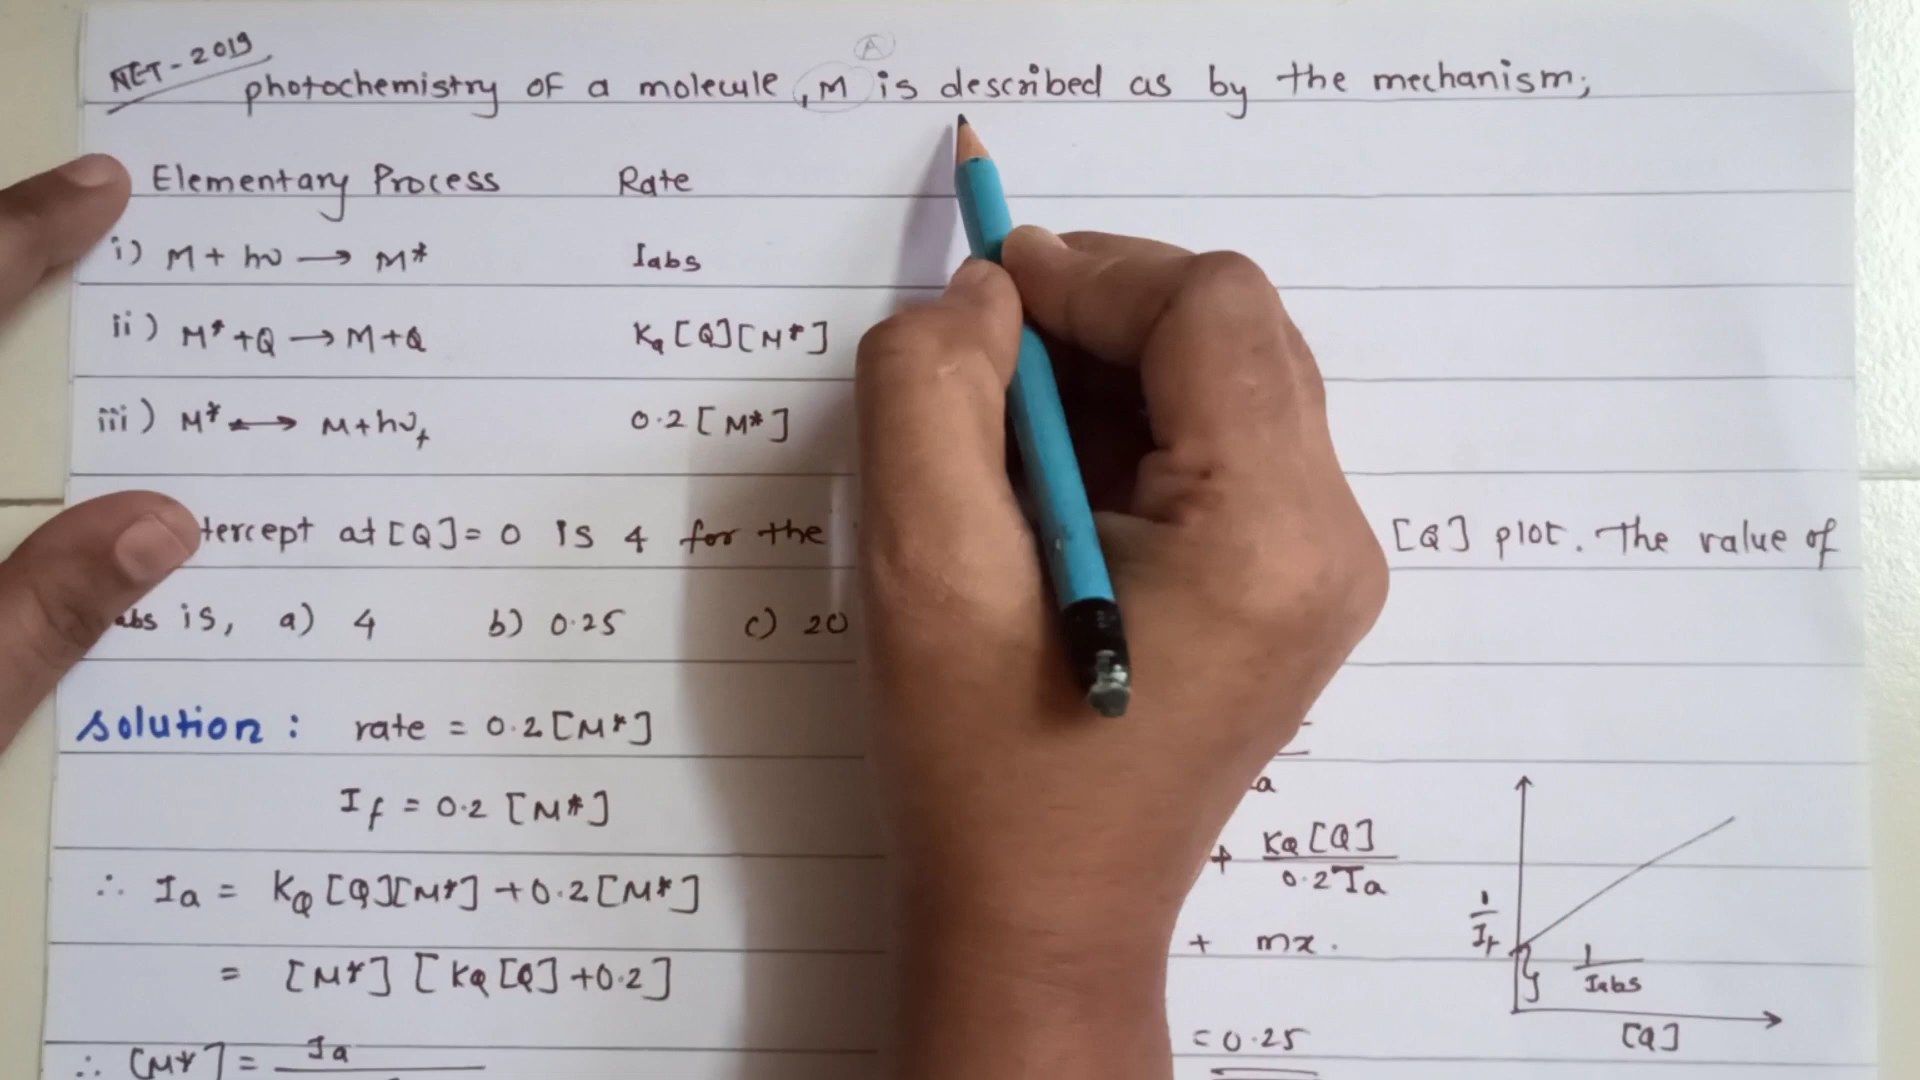 NET-2019
A
photochemistry of a molecule, M is described as by the mechanism;
Elementary Process Rate
i) M + hν → M* Iabs
ii) M* + Q → M + Q KQ [Q][M*]
iii) M* ⟷ M + hνf 0.2 [M*]
tercept at [Q] = 0 is 4 for the [Q] plot. The value of
abs is, a) 4 b) 0.25 c) 20
Solution: rate = 0.2 [M*]
If = 0.2 [M*]
a
∴ Ia = KQ [Q][M*] + 0.2 [M*]
+ KQ[Q] / 0.2 Ia
= [M*] [KQ [Q] + 0.2]
+ mx.
1/If
1/Iabs
[Q]
∴ [M*] = Ia
= 0.25